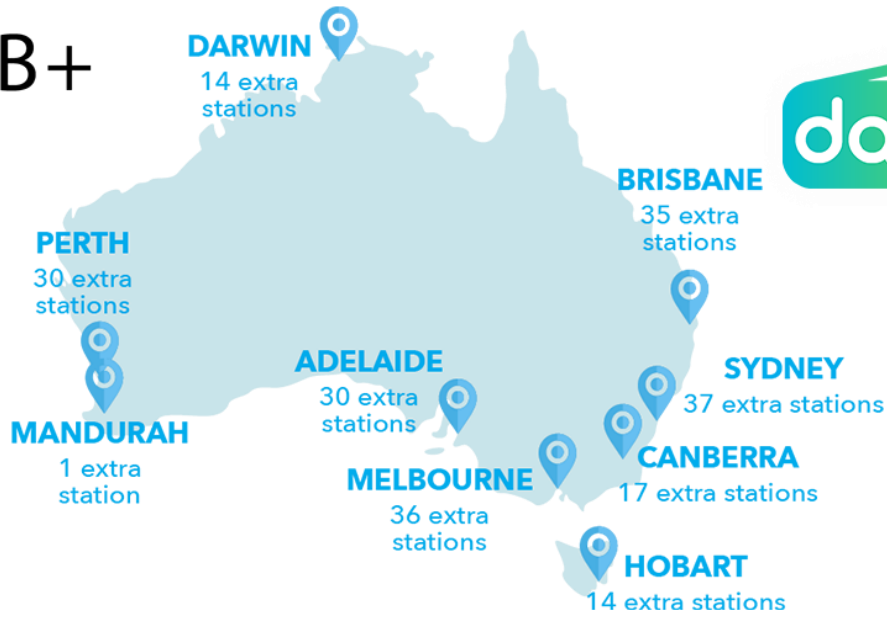 B+
DARWIN
14 extra
stations
BRISBANE
35 extra
stations
PERTH
30 extra
stations
ADELAIDE
30 extra
stations
SYDNEY
37 extra stations
MANDURAH
1 extra
station
MELBOURNE
36 extra
stations
CANBERRA
17 extra stations
HOBART
14 extra stations